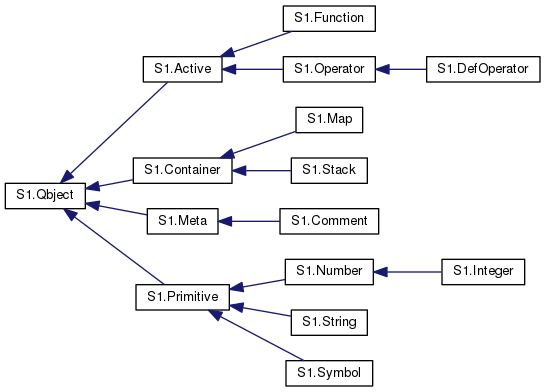 S1.Function
S1.Active
S1.Operator
S1.DefOperator
S1.Map
S1.Container
S1.Stack
S1.Qbject
S1.Meta
S1.Comment
S1.Number
S1.Integer
S1.Primitive
S1.String
S1.Symbol